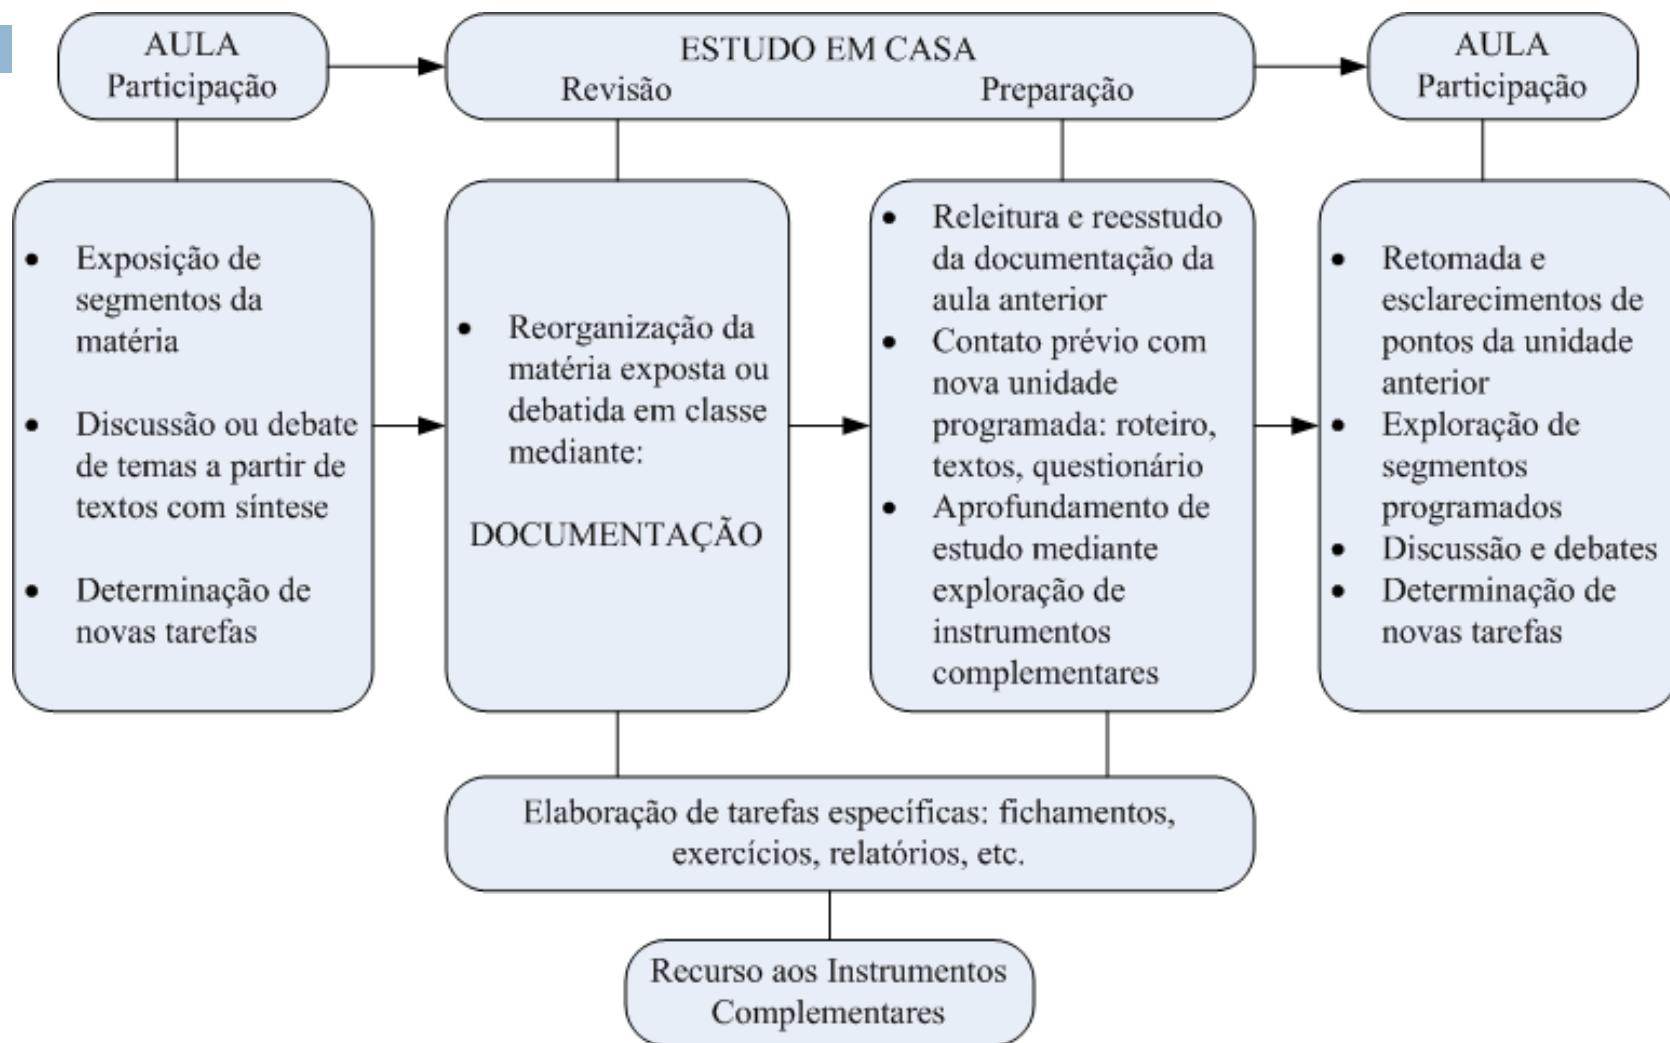 AULA
Participação
ESTUDO EM CASA
Revisão
Preparação
AULA
Participação
• Exposição de
segmentos da
matéria
• Discussão ou debate
de temas a partir de
textos com síntese
• Determinação de
novas tarefas
• Reorganização da
matéria exposta ou
debatida em classe
mediante:
DOCUMENTAÇÃO
• Releitura e reesstudo
da documentação da
aula anterior
• Contato prévio com
nova unidade
programada: roteiro,
textos, questionário
• Aprofundamento de
estudo mediante
exploração de
instrumentos
complementares
• Retomada e
esclarecimentos de
pontos da unidade
anterior
• Exploração de
segmentos
programados
• Discussão e debates
• Determinação de
novas tarefas
Elaboração de tarefas específicas: fichamentos,
exercícios, relatórios, etc.
Recurso aos Instrumentos
Complementares